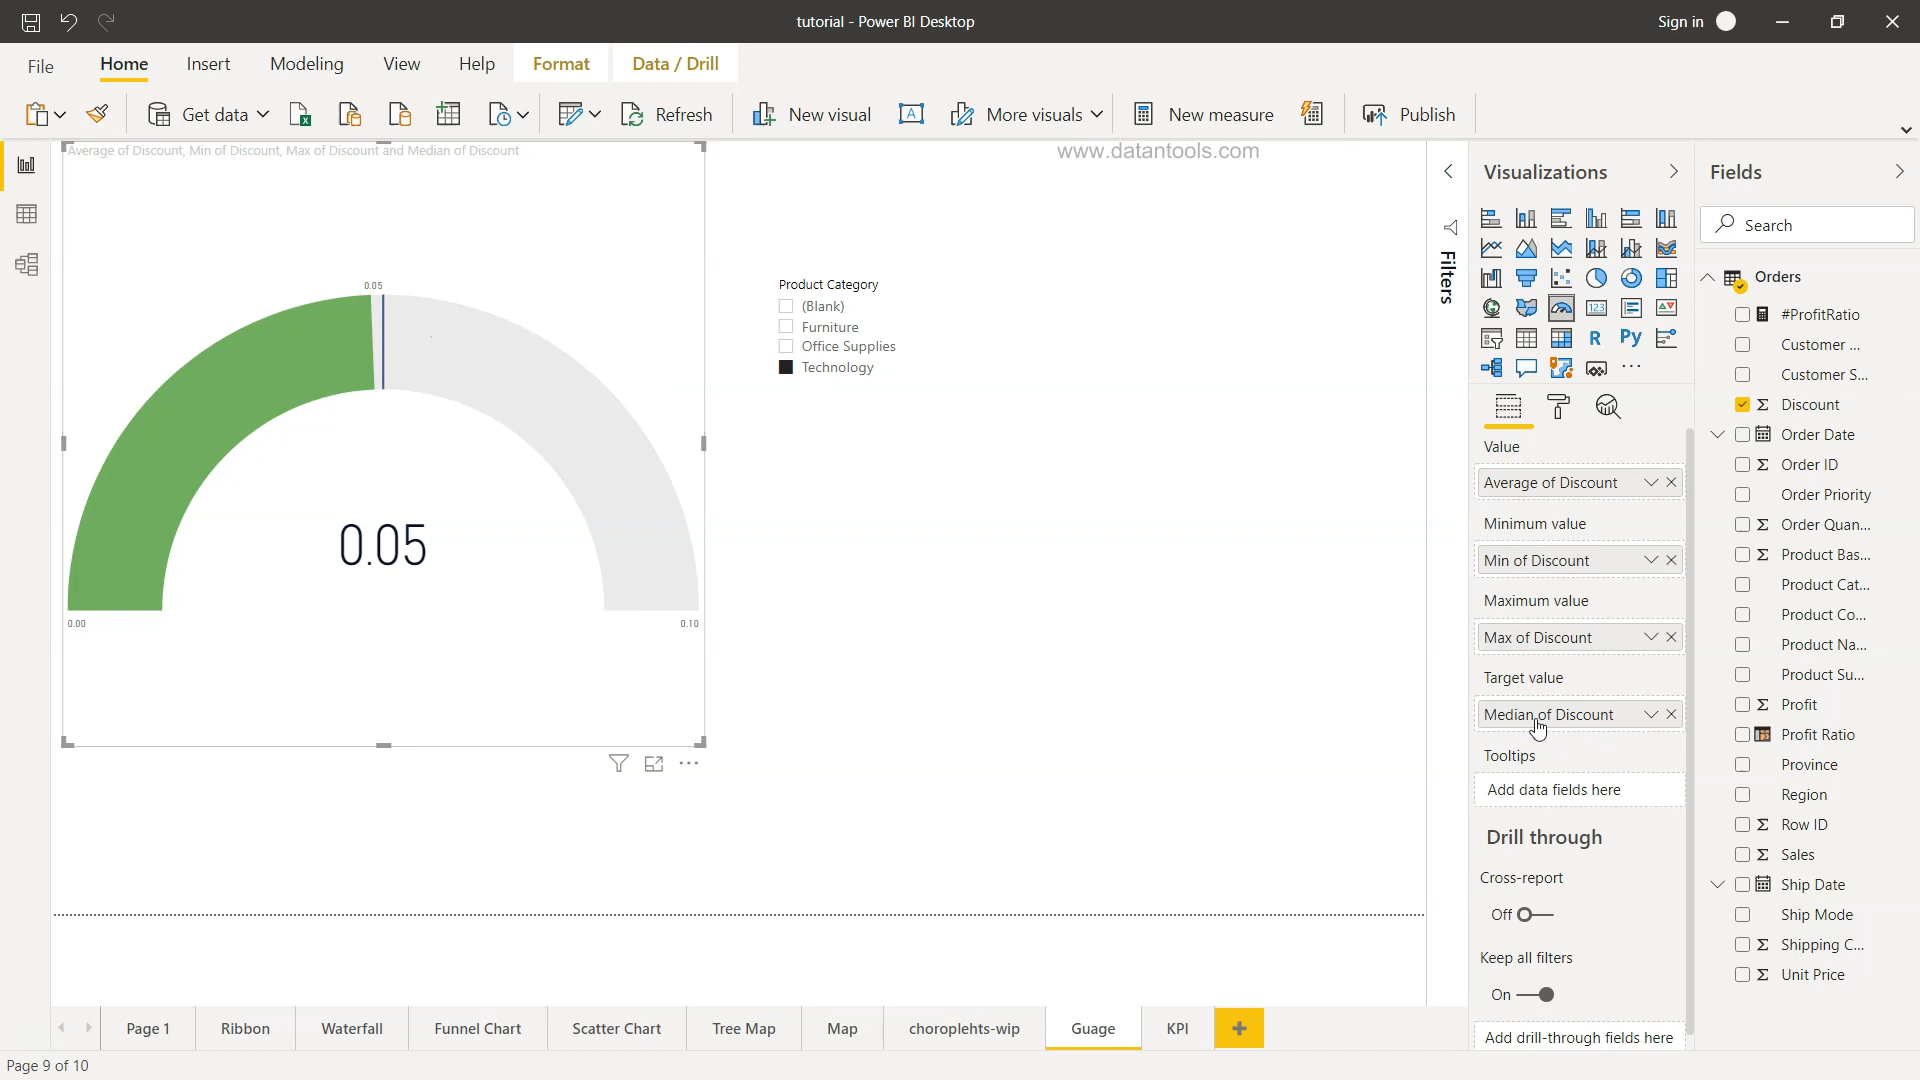 tutorial - Power BI Desktop
Sign in
File
Home
Insert
Modeling
View
Help
Format
Data / Drill
Get data
Refresh
New visual
More visuals
New measure
Publish
Average of Discount, Min of Discount, Max of Discount and Median of Discount
www.datantools.com
0.05
0.05
0.00
0.10
Product Category
(Blank)
Furniture
Office Supplies
Technology
Filters
Visualizations
123
R
Py
Value
Average of Discount
Minimum value
Min of Discount
Maximum value
Max of Discount
Target value
Median of Discount
Tooltips
Add data fields here
Drill through
Cross-report
Off
Keep all filters
On
Add drill-through fields here
Fields
Search
Orders
#ProfitRatio
Customer ...
Customer S...
Σ Discount
Order Date
Σ Order ID
Order Priority
Σ Order Quan...
Σ Product Bas...
Product Cat...
Product Co...
Product Na...
Product Su...
Σ Profit
Profit Ratio
Province
Region
Σ Row ID
Σ Sales
Ship Date
Ship Mode
Σ Shipping C...
Σ Unit Price
Page 1
Ribbon
Waterfall
Funnel Chart
Scatter Chart
Tree Map
Map
choroplehts-wip
Guage
KPI
Page 9 of 10